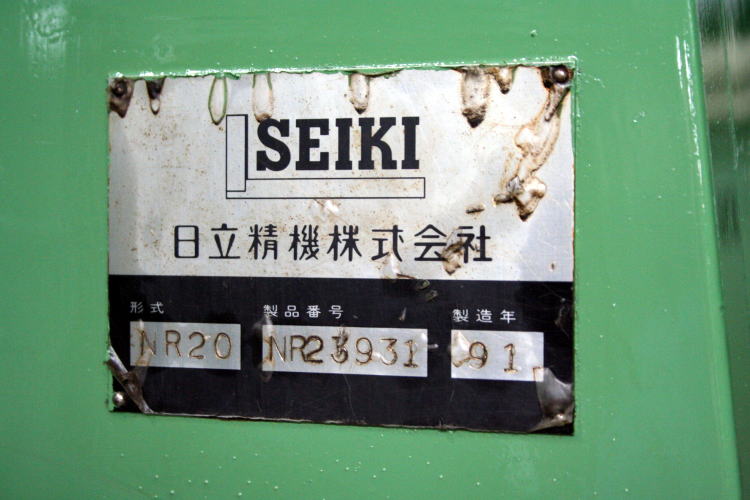 SEIKI
日立精機株式会社
形式 製品番号 製造年
NR20 NR23931 91